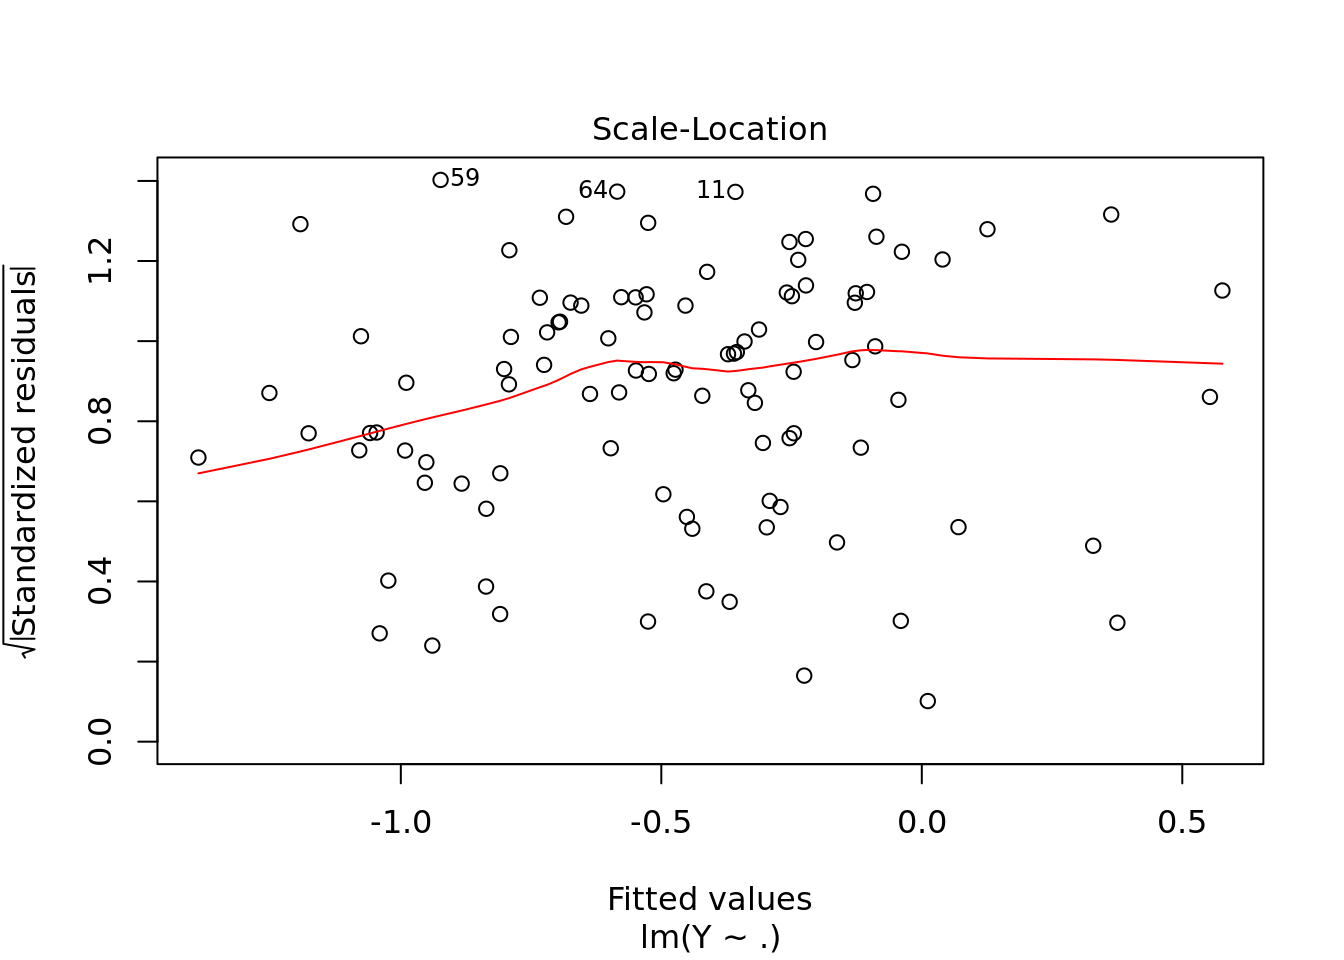 Scale-Location
59
64
11
1.2
0.8
0.4
0.0
√|Standardized residuals|
-1.0 -0.5 0.0 0.5
Fitted values
lm(Y ~ .)